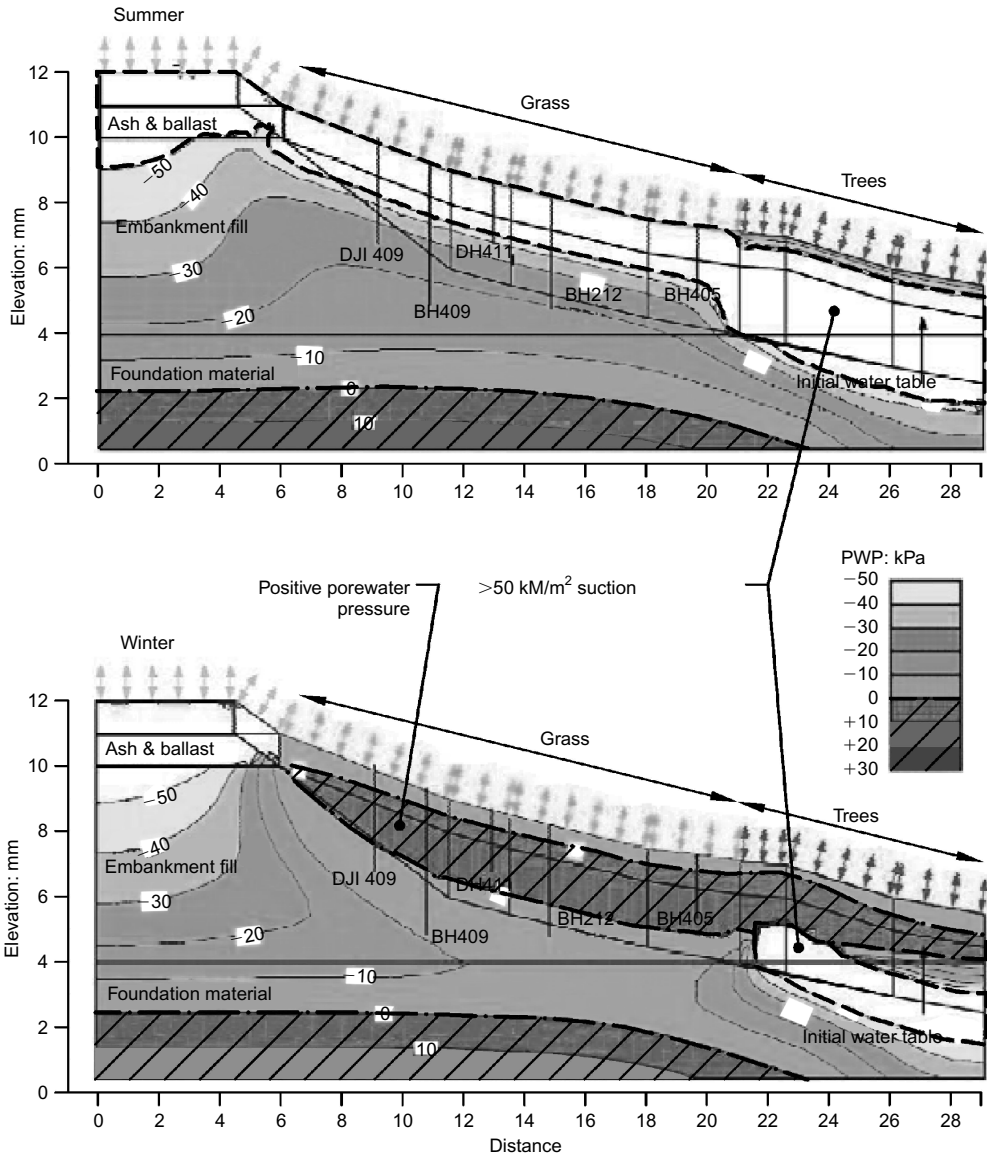 Summer
12
10
8
6
4
2
0
Elevation: mm
Grass
Trees
Ash & ballast
−50
−40
Embankment fill
−30
−20
−10
Foundation material
0
10
DJI 409
BH409
DH411
BH212
BH405
Initial water table
0 2 4 6 8 10 12 14 16 18 20 22 24 26 28
Positive porewater
pressure
>50 kM/m² suction
PWP: kPa
−50
−40
−30
−20
−10
0
+10
+20
+30
Winter
12
10
8
6
4
2
0
Elevation: mm
Grass
Trees
Ash & ballast
−50
−40
Embankment fill
−30
−20
−10
Foundation material
0
10
DJI 409
BH409
DH411
BH212
BH405
Initial water table
0 2 4 6 8 10 12 14 16 18 20 22 24 26 28
Distance